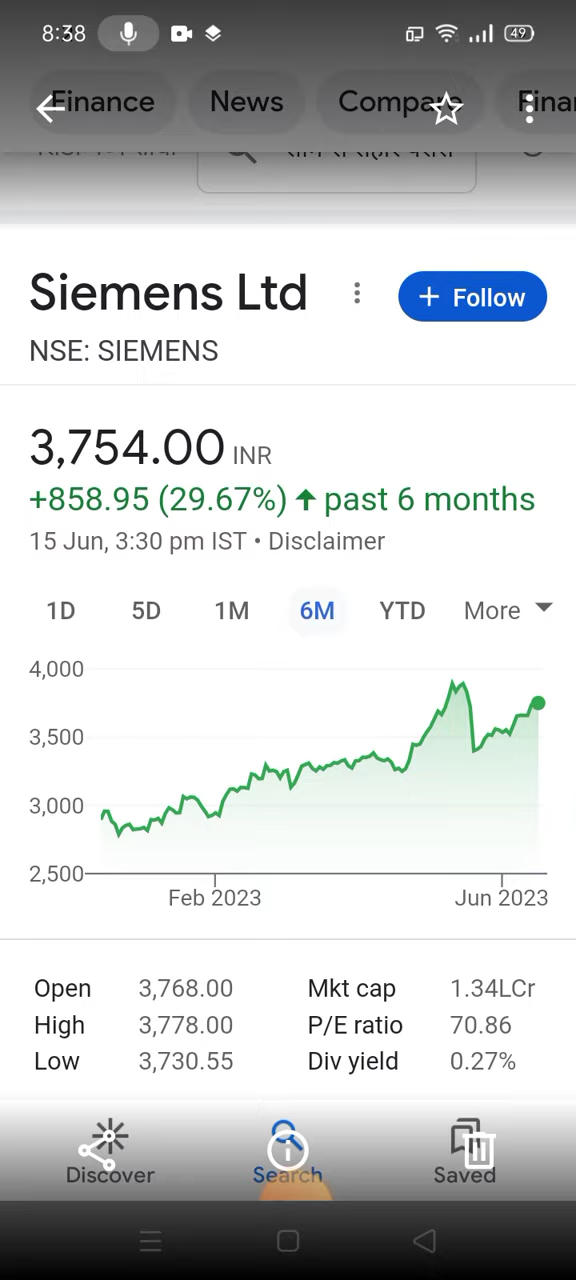 8:38
49
Finance News Compare Finan
Siemens Ltd
+ Follow
NSE: SIEMENS
3,754.00 INR
+858.95 (29.67%) ↑ past 6 months
15 Jun, 3:30 pm IST • Disclaimer
1D 5D 1M 6M YTD More
4,000
3,500
3,000
2,500
Feb 2023 Jun 2023
Open 3,768.00 Mkt cap 1.34LCr
High 3,778.00 P/E ratio 70.86
Low 3,730.55 Div yield 0.27%
Discover Search Saved